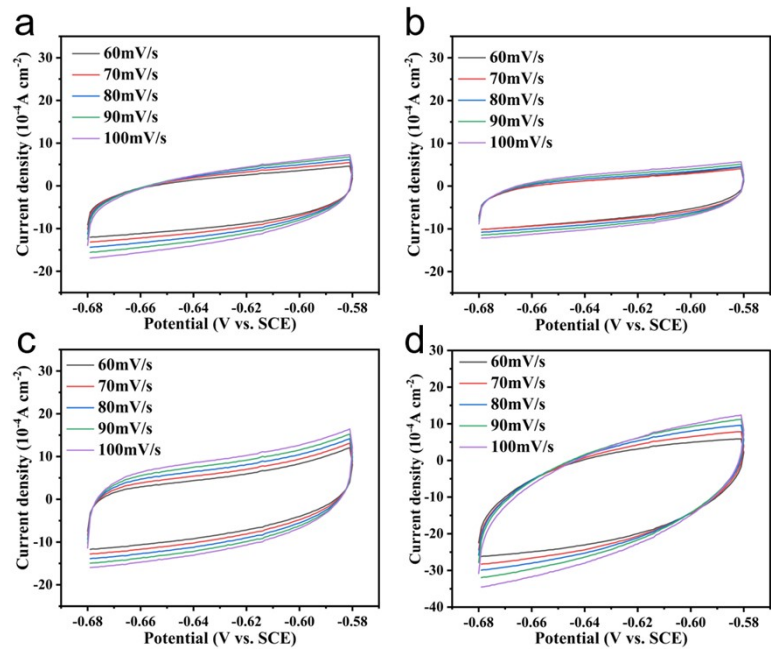 a
60mV/s
70mV/s
80mV/s
90mV/s
100mV/s
Current density (10⁻⁴A cm⁻²)
35
30
20
10
0
-10
-20
-30
-0.68 -0.66 -0.64 -0.62 -0.60 -0.58
Potential (V vs. SCE)
b
60mV/s
70mV/s
80mV/s
90mV/s
100mV/s
Current density (10⁻⁴A cm⁻²)
35
30
20
10
0
-10
-20
-30
-0.68 -0.66 -0.64 -0.62 -0.60 -0.58
Potential (V vs. SCE)
c
60mV/s
70mV/s
80mV/s
90mV/s
100mV/s
Current density (10⁻⁴A cm⁻²)
35
30
20
10
0
-10
-20
-0.68 -0.66 -0.64 -0.62 -0.60 -0.58
Potential (V vs. SCE)
d
60mV/s
70mV/s
80mV/s
90mV/s
100mV/s
Current density (10⁻⁴A cm⁻²)
30
20
10
0
-10
-20
-30
-40
-0.68 -0.66 -0.64 -0.62 -0.60 -0.58
Potential (V vs. SCE)